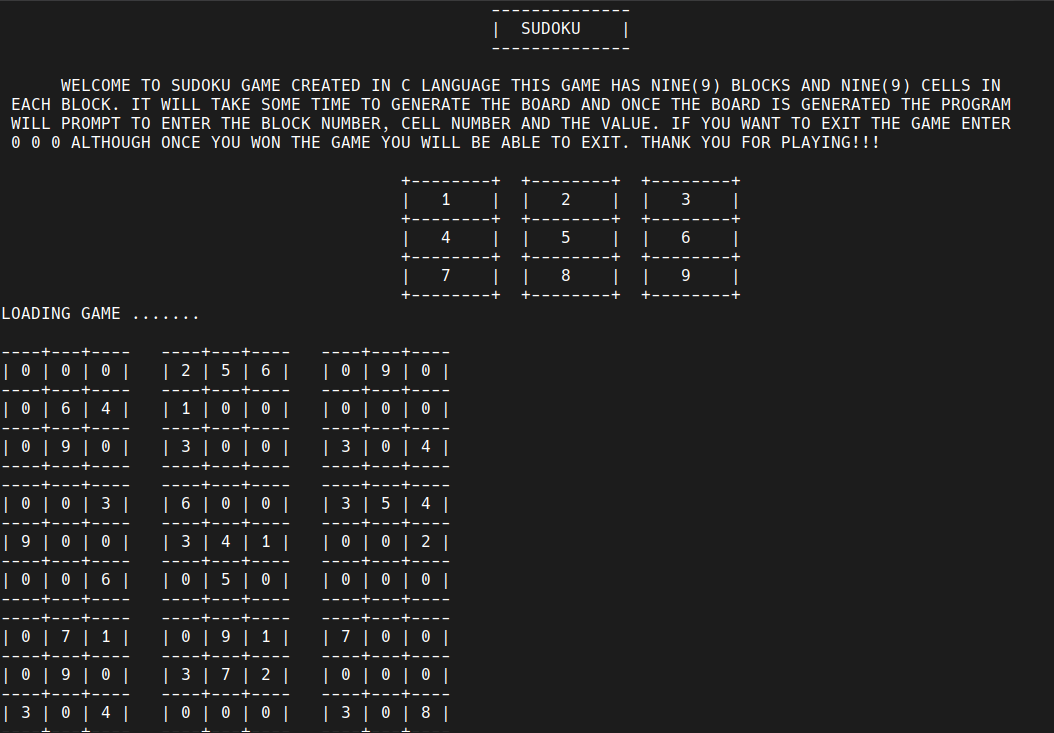 --------------
|  SUDOKU    |
--------------
WELCOME TO SUDOKU GAME CREATED IN C LANGUAGE THIS GAME HAS NINE(9) BLOCKS AND NINE(9) CELLS IN
EACH BLOCK. IT WILL TAKE SOME TIME TO GENERATE THE BOARD AND ONCE THE BOARD IS GENERATED THE PROGRAM
WILL PROMPT TO ENTER THE BLOCK NUMBER, CELL NUMBER AND THE VALUE. IF YOU WANT TO EXIT THE GAME ENTER
0 0 0 ALTHOUGH ONCE YOU WON THE GAME YOU WILL BE ABLE TO EXIT. THANK YOU FOR PLAYING!!!
+--------+  +--------+  +--------+
|   1    |  |   2    |  |   3    |
+--------+  +--------+  +--------+
|   4    |  |   5    |  |   6    |
+--------+  +--------+  +--------+
|   7    |  |   8    |  |   9    |
+--------+  +--------+  +--------+
LOADING GAME .......
----+---+----   ----+---+----   ----+---+----
| 0 | 0 | 0 |   | 2 | 5 | 6 |   | 0 | 9 | 0 |
----+---+----   ----+---+----   ----+---+----
| 0 | 6 | 4 |   | 1 | 0 | 0 |   | 0 | 0 | 0 |
----+---+----   ----+---+----   ----+---+----
| 0 | 9 | 0 |   | 3 | 0 | 0 |   | 3 | 0 | 4 |
----+---+----   ----+---+----   ----+---+----
----+---+----   ----+---+----   ----+---+----
| 0 | 0 | 3 |   | 6 | 0 | 0 |   | 3 | 5 | 4 |
----+---+----   ----+---+----   ----+---+----
| 9 | 0 | 0 |   | 3 | 4 | 1 |   | 0 | 0 | 2 |
----+---+----   ----+---+----   ----+---+----
| 0 | 0 | 6 |   | 0 | 5 | 0 |   | 0 | 0 | 0 |
----+---+----   ----+---+----   ----+---+----
----+---+----   ----+---+----   ----+---+----
| 0 | 7 | 1 |   | 0 | 9 | 1 |   | 7 | 0 | 0 |
----+---+----   ----+---+----   ----+---+----
| 0 | 9 | 0 |   | 3 | 7 | 2 |   | 0 | 0 | 0 |
----+---+----   ----+---+----   ----+---+----
| 3 | 0 | 4 |   | 0 | 0 | 0 |   | 3 | 0 | 8 |
----+---+----   ----+---+----   ----+---+----